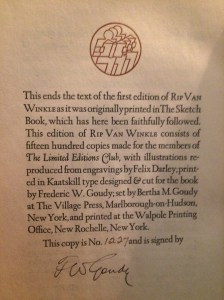 This ends the text of the first edition of RIP VAN
WINKLE as it was originally printed in The Sketch
Book, which has here been faithfully followed.
This edition of RIP VAN WINKLE consists of
fifteen hundred copies made for the members of
The Limited Editions Club, with illustrations re-
produced from engravings by Felix Darley; print-
ed in Kaatskill type designed & cut for the book
by Frederic W. Goudy; set by Bertha M. Goudy
at The Village Press, Marlborough-on-Hudson,
New York, and printed at the Walpole Printing
Office, New Rochelle, New York.
This copy is No. 1227 and is signed by
F W Goudy